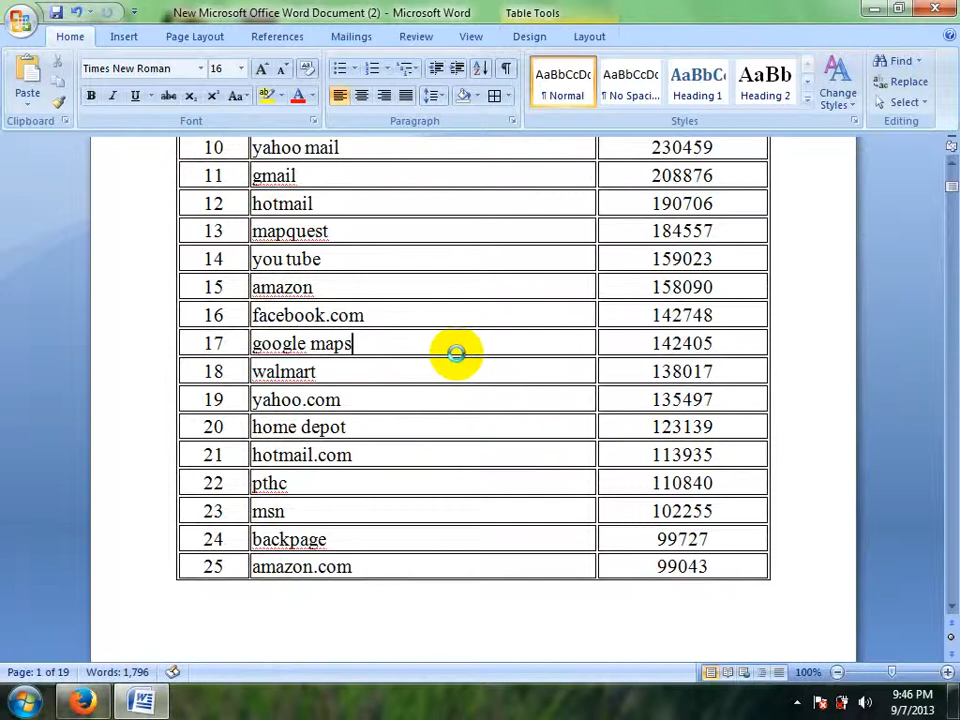 New Microsoft Office Word Document (2) - Microsoft Word
Table Tools
Home Insert Page Layout References Mailings Review View Design Layout
Paste
Clipboard
Times New Roman 16
B I U abc x₂ x² Aa A
Font
Paragraph
AaBbCcDc AaBbCcDc AaBbC AaBb
¶ Normal ¶ No Spaci... Heading 1 Heading 2
Styles
Change
Styles
Find
Replace
Select
Editing
10 yahoo mail 230459
11 gmail 208876
12 hotmail 190706
13 mapquest 184557
14 you tube 159023
15 amazon 158090
16 facebook.com 142748
17 google maps 142405
18 walmart 138017
19 yahoo.com 135497
20 home depot 123139
21 hotmail.com 113935
22 pthc 110840
23 msn 102255
24 backpage 99727
25 amazon.com 99043
Page: 1 of 19 Words: 1,796 100%
9:46 PM
9/7/2013